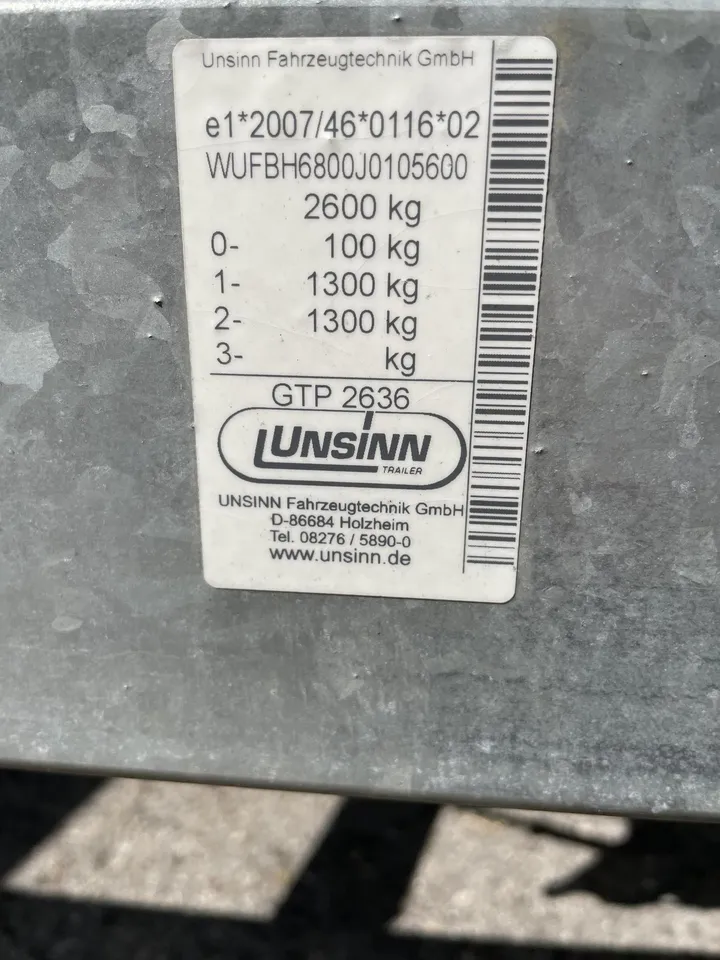 Unsinn Fahrzeugtechnik GmbH
e1*2007/46*0116*02
WUFBH6800J0105600
2600 kg
0- 100 kg
1- 1300 kg
2- 1300 kg
3- kg
GTP 2636
UNSINN
TRAILER
UNSINN Fahrzeugtechnik GmbH
D-86684 Holzheim
Tel. 08276 / 5890-0
www.unsinn.de